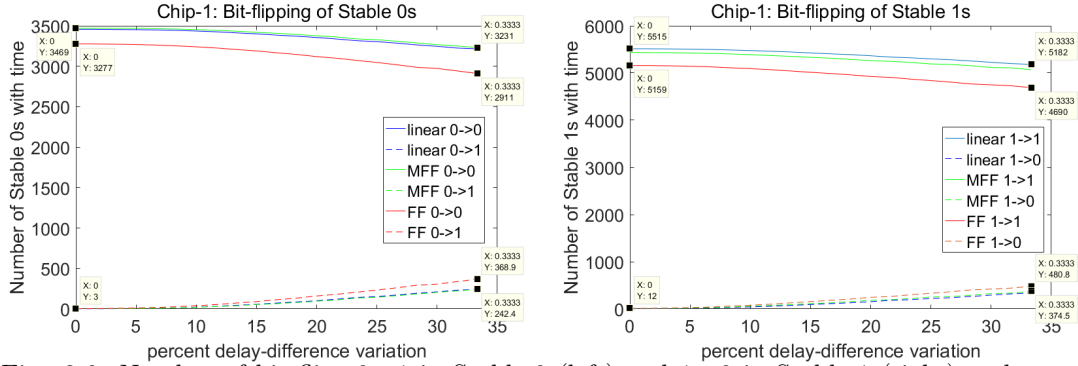 Chip-1: Bit-flipping of Stable 0s
Number of Stable 0s with time
3500
3000
2500
2000
1500
1000
500
0
0
5
10
15
20
25
30
35
percent delay-difference variation
X: 0
Y: 3469
X: 0
Y: 3277
X: 0.3333
Y: 3231
X: 0.3333
Y: 2911
linear 0->0
linear 0->1
MFF 0->0
MFF 0->1
FF 0->0
FF 0->1
X: 0
Y: 3
X: 0.3333
Y: 368.9
X: 0.3333
Y: 242.4
Chip-1: Bit-flipping of Stable 1s
Number of Stable 1s with time
6000
5000
4000
3000
2000
1000
0
0
5
10
15
20
25
30
35
percent delay-difference variation
X: 0
Y: 5515
X: 0
Y: 5159
X: 0.3333
Y: 5182
X: 0.3333
Y: 4690
linear 1->1
linear 1->0
MFF 1->1
MFF 1->0
FF 1->1
FF 1->0
X: 0
Y: 12
X: 0.3333
Y: 480.8
X: 0.3333
Y: 374.5